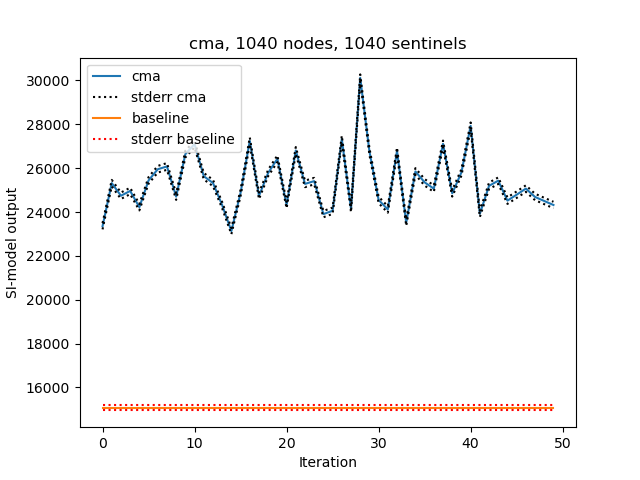 cma, 1040 nodes, 1040 sentinels
cma
stderr cma
baseline
stderr baseline
SI-model output
30000
28000
26000
24000
22000
20000
18000
16000
0 10 20 30 40 50
Iteration